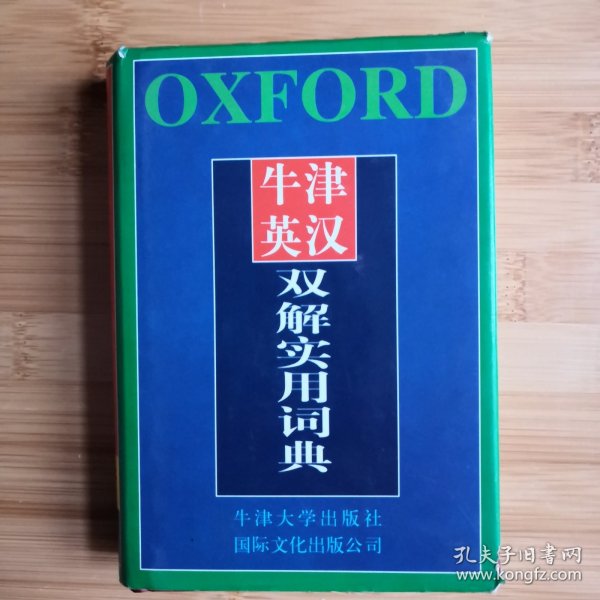 OXFORD
牛津
英汉
双解实用词典
牛津大学出版社
国际文化出版公司
孔夫子旧书网
www.kongfz.com